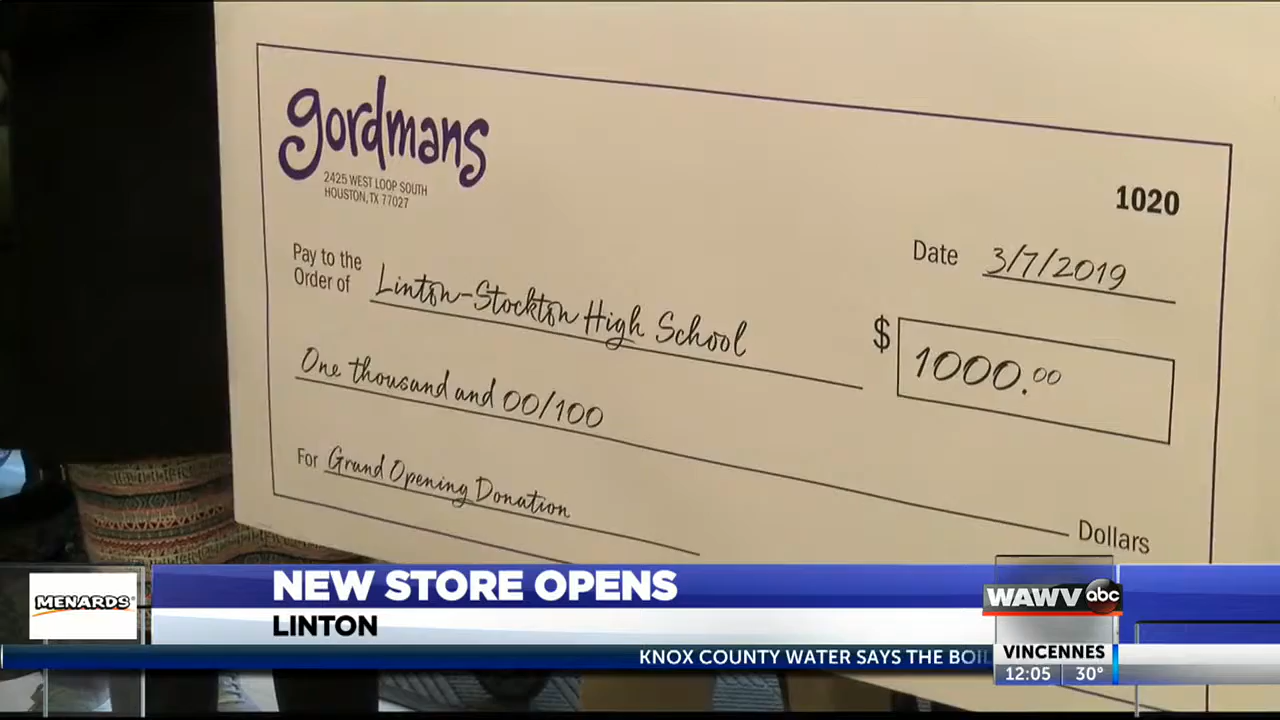 gordmans
2425 WEST LOOP SOUTH
HOUSTON, TX 77027
1020
Date 3/7/2019
Pay to the
Order of Linton-Stockton High School
$ 1000.00
One thousand and 00/100
Dollars
For Grand Opening Donation
NEW STORE OPENS
LINTON
MENARDS
WAWV abc
KNOX COUNTY WATER SAYS THE BOIL
VINCENNES
12:05 30°